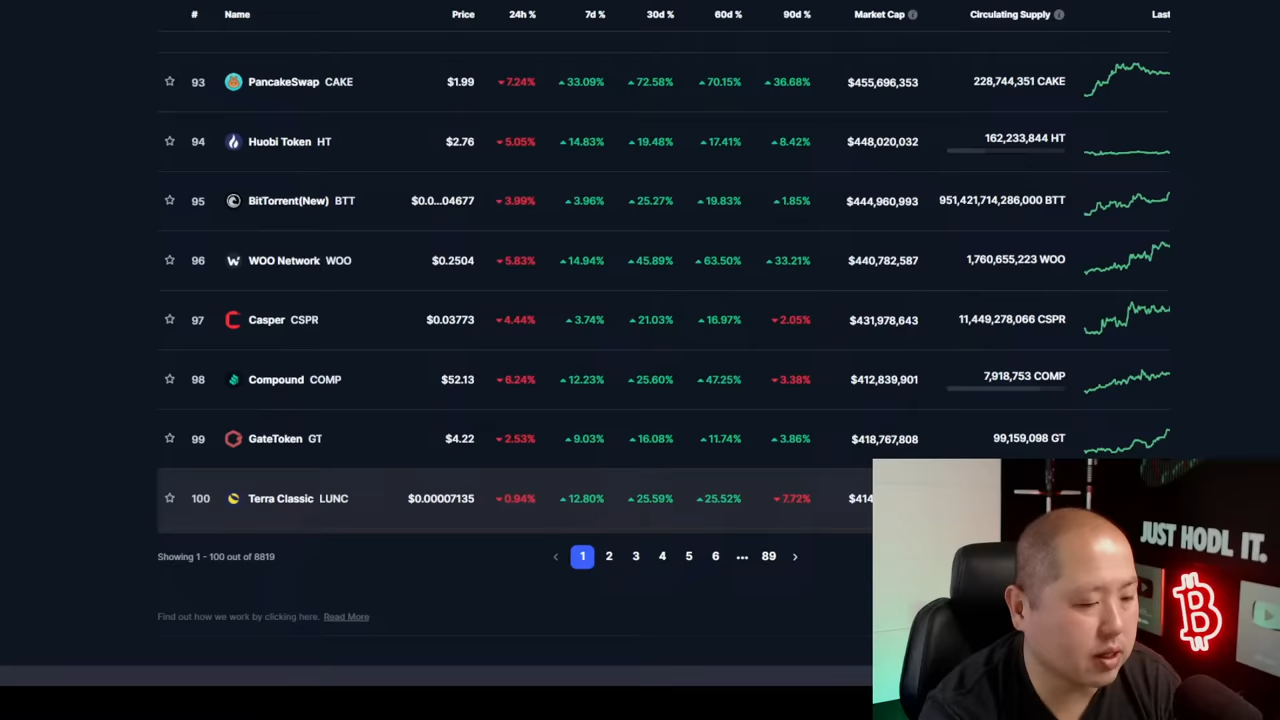 # Name Price 24h % 7d % 30d % 60d % 90d % Market Cap Circulating Supply Last
93 PancakeSwap CAKE $1.99 7.24% 33.09% 72.58% 70.15% 36.68% $455,696,353 228,744,351 CAKE
94 Huobi Token HT $2.76 5.05% 14.83% 19.48% 17.41% 8.42% $448,020,032 162,233,844 HT
95 BitTorrent(New) BTT $0.0...04677 3.99% 3.96% 25.27% 19.83% 1.85% $444,960,993 951,421,714,286,000 BTT
96 WOO Network WOO $0.2504 5.83% 14.94% 45.89% 63.50% 33.21% $440,782,587 1,760,655,223 WOO
97 Casper CSPR $0.03773 4.44% 3.74% 21.03% 16.97% 2.05% $431,978,643 11,449,278,066 CSPR
98 Compound COMP $52.13 6.24% 12.23% 25.60% 47.25% 3.38% $412,839,901 7,918,753 COMP
99 GateToken GT $4.22 2.53% 9.03% 16.08% 11.74% 3.86% $418,767,808 99,159,098 GT
100 Terra Classic LUNC $0.00007135 0.94% 12.80% 25.59% 25.52% 7.72% $414
Showing 1 - 100 out of 8819
‹ 1 2 3 4 5 6 ... 89 ›
Find out how we work by clicking here. Read More
JUST HODL IT.